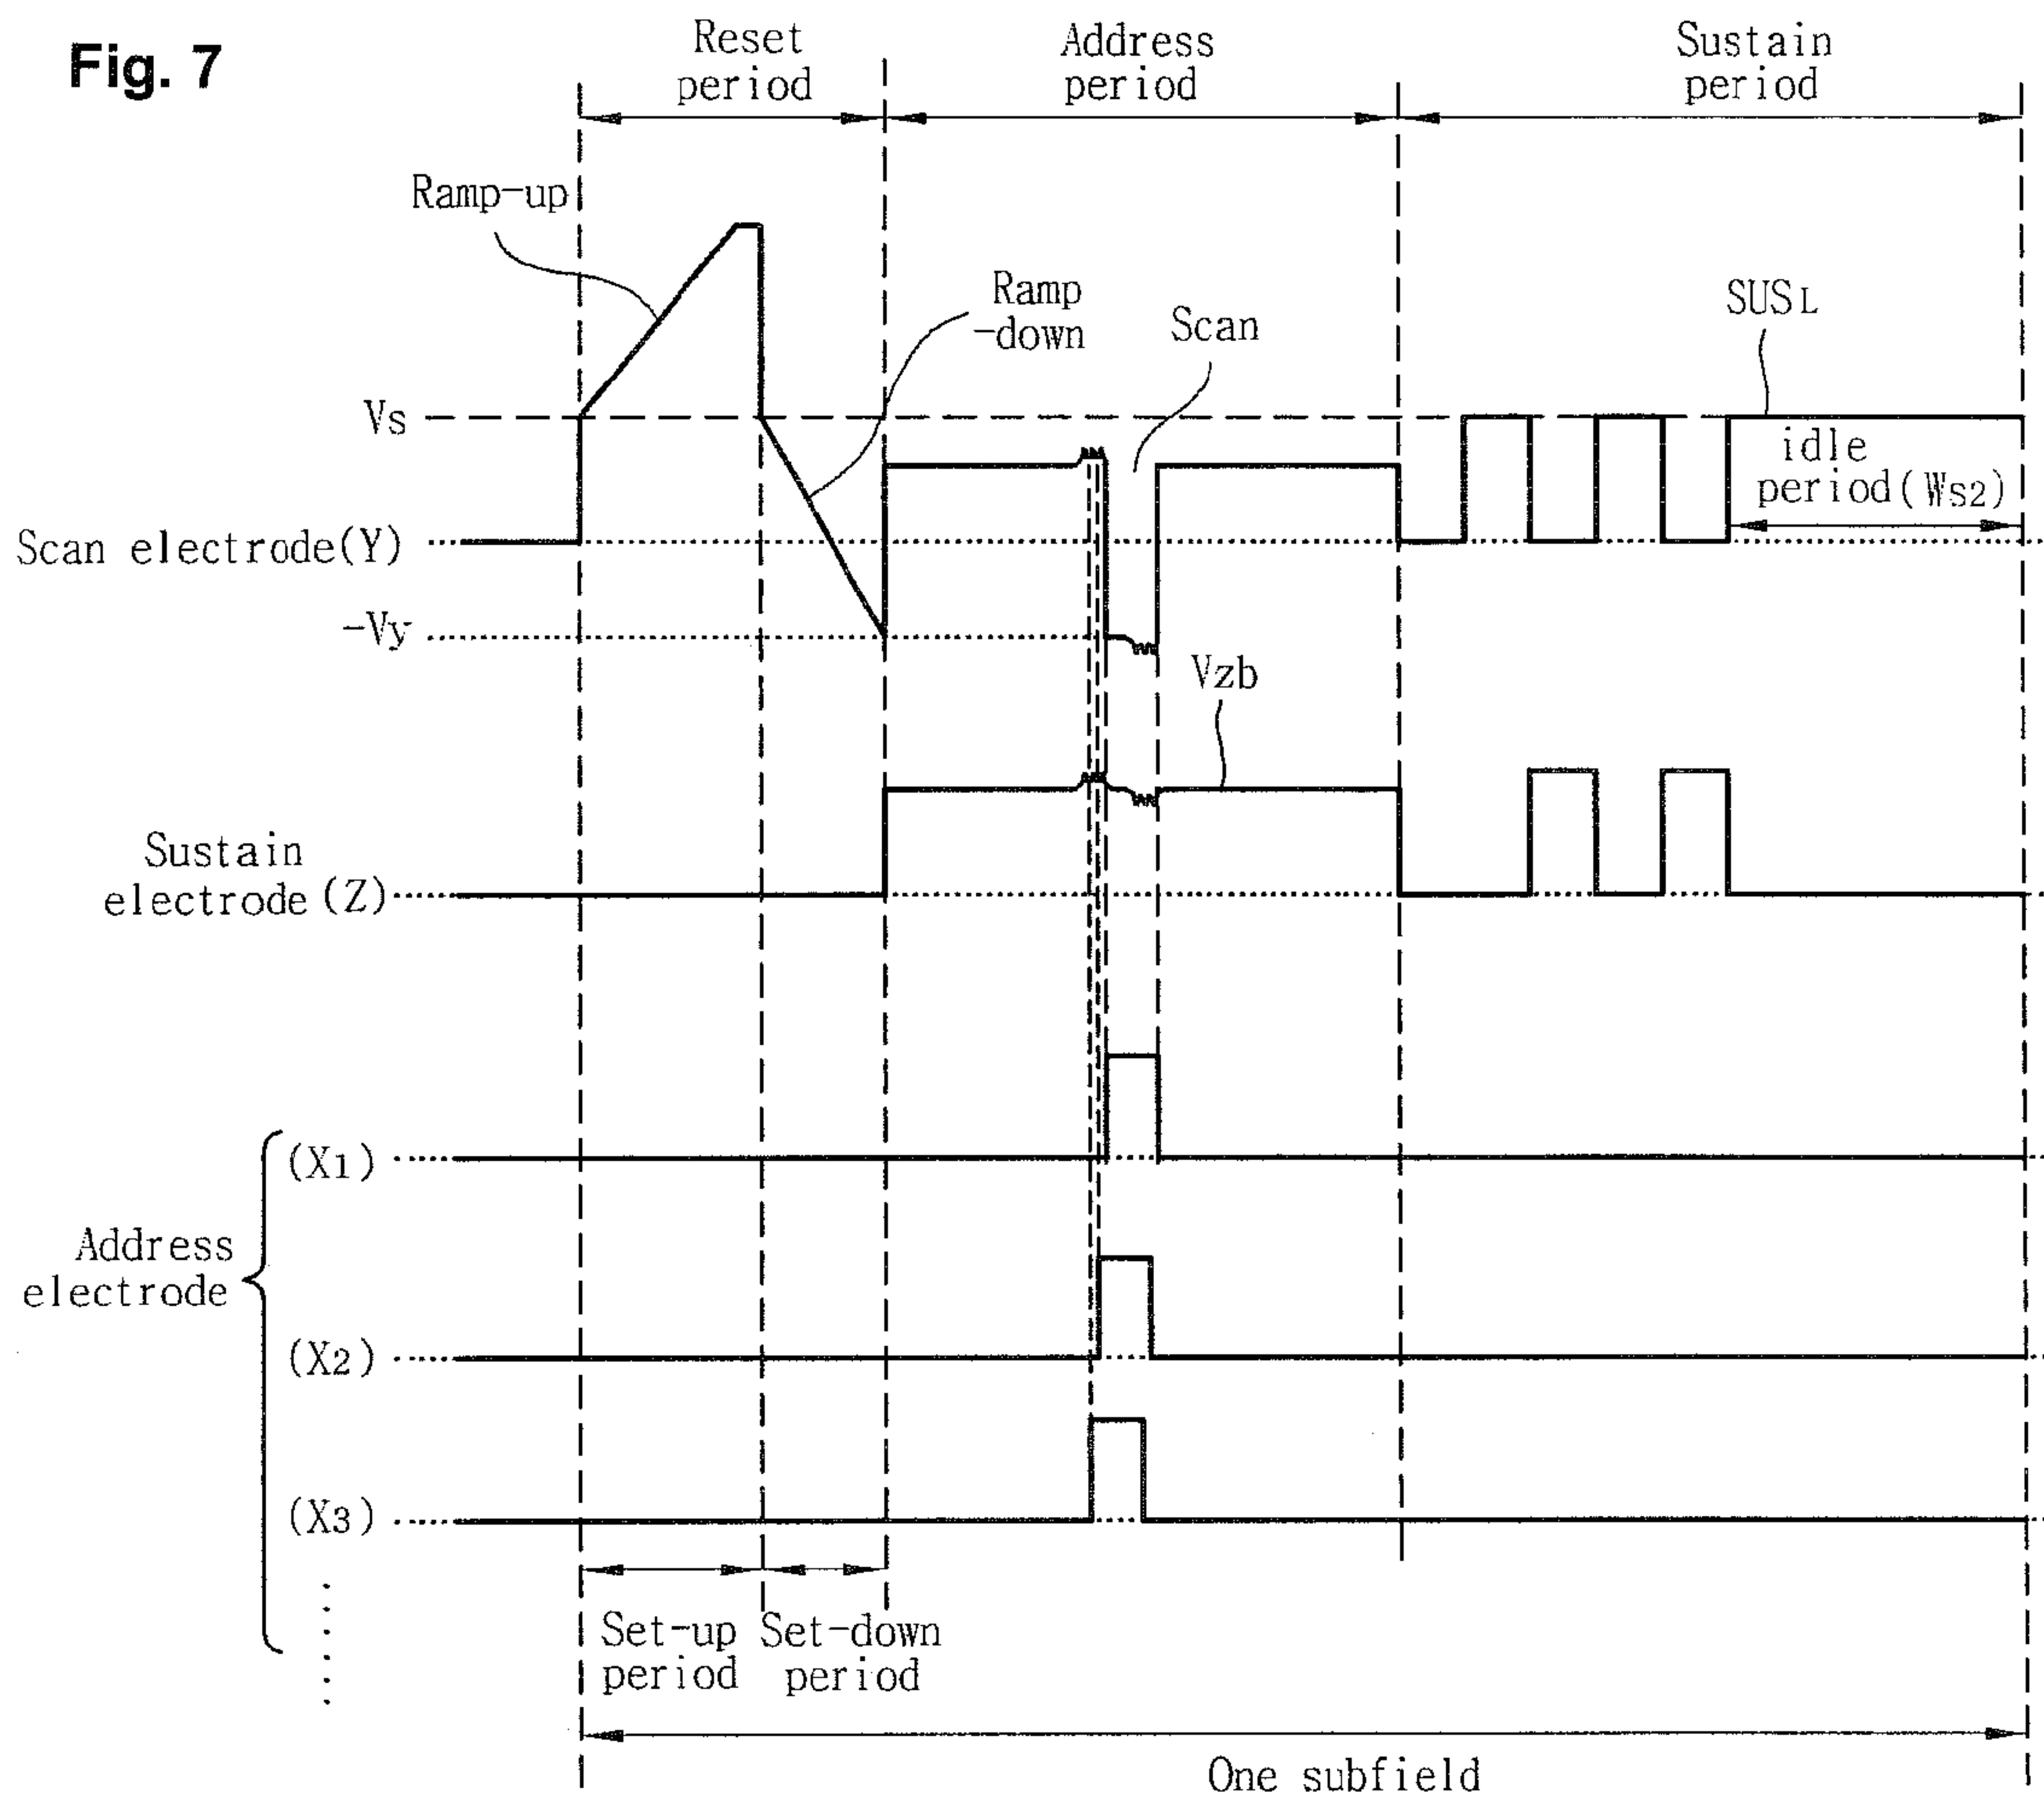 Fig. 7
Reset
period
Address
period
Sustain
period
Ramp-up
Ramp
-down
Scan
SUSL
Vs
idle
period(Ws2)
Scan electrode(Y)
-Vy
Vzb
Sustain
electrode(Z)
(X1)
Address
electrode
(X2)
(X3)
Set-up
period
Set-down
period
One subfield